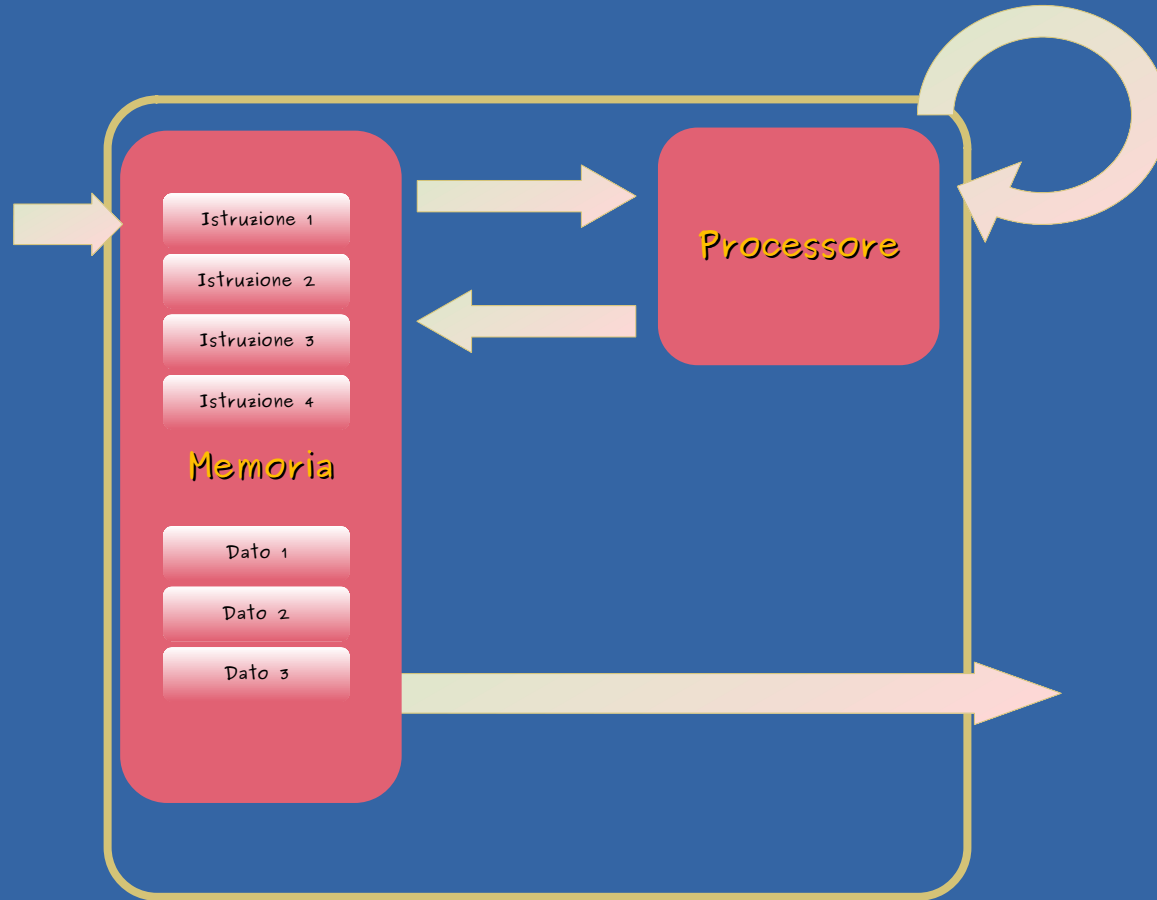 Istruzione 1
Istruzione 2
Istruzione 3
Istruzione 4
Memoria
Dato 1
Dato 2
Dato 3
Processore